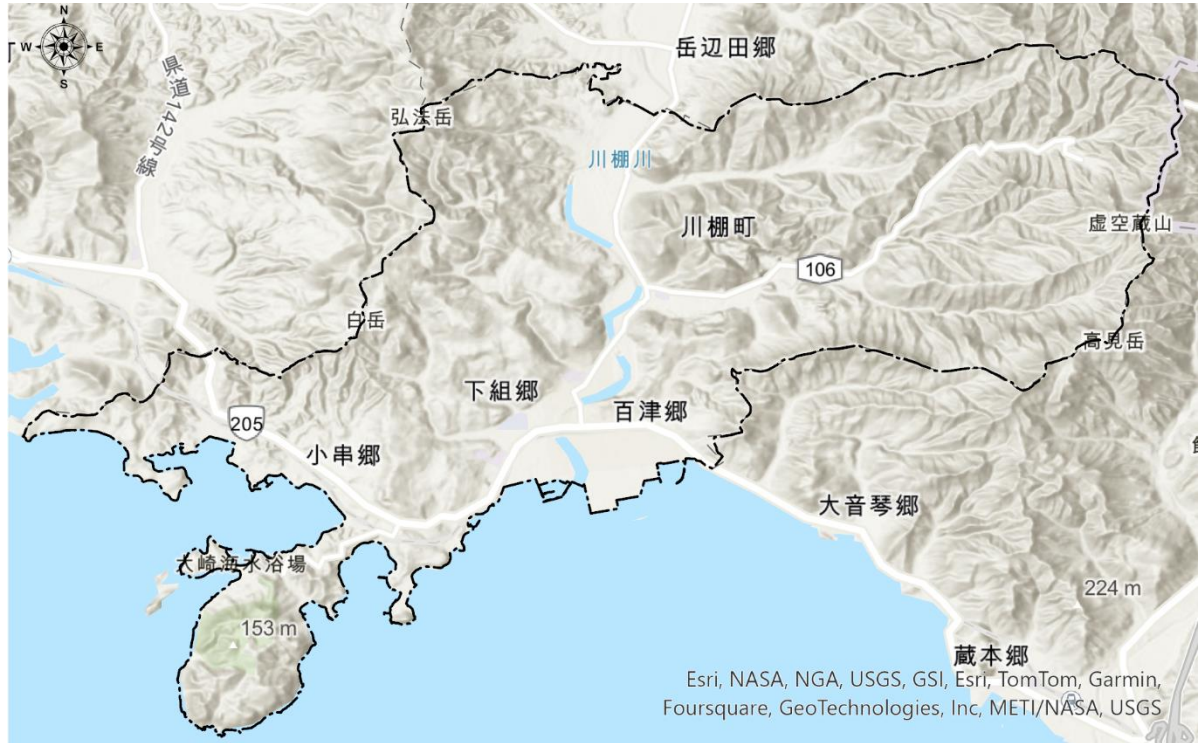 N
W
E
S
町
県道142号線
岳辺田郷
弘法岳
川棚川
川棚町
虚空蔵山
106
白岳
高見岳
下組郷
百津郷
205
小串郷
大音琴郷
大崎海水浴場
224 m
153 m
蔵本郷
Esri, NASA, NGA, USGS, GSI, Esri, TomTom, Garmin,
Foursquare, GeoTechnologies, Inc, METI/NASA, USGS